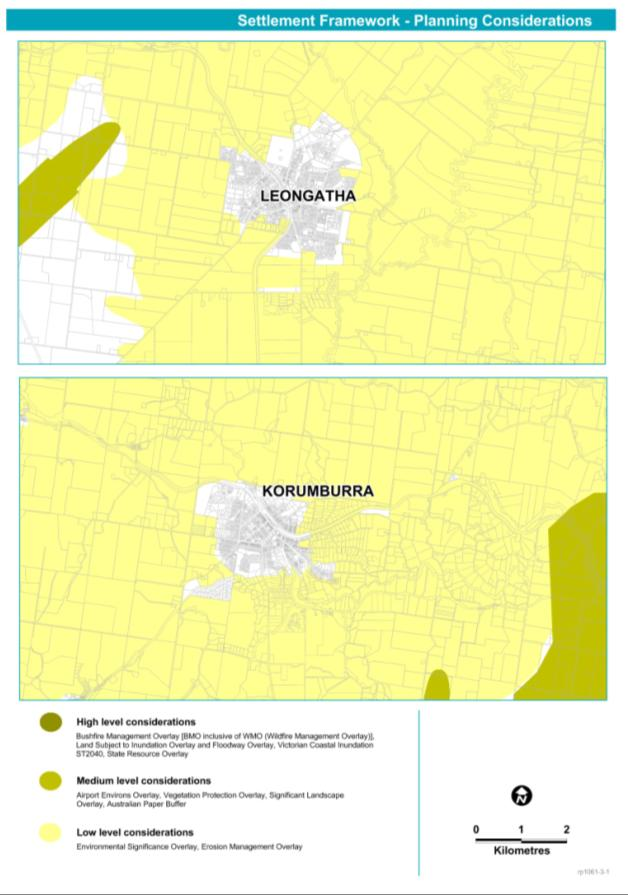 Settlement Framework - Planning Considerations
LEONGATHA
KORUMBURRA
High level considerations
Bushfire Management Overlay [BMO inclusive of WMO (Wildfire Management Overlay)],
Land Subject to Inundation Overlay and Floodway Overlay, Victorian Coastal Inundation
ST2040, State Resource Overlay
Medium level considerations
Airport Environs Overlay, Vegetation Protection Overlay, Significant Landscape
Overlay, Australian Paper Buffer
Low level considerations
Environmental Significance Overlay, Erosion Management Overlay
N
0 1 2
Kilometres
rp1061-3-1